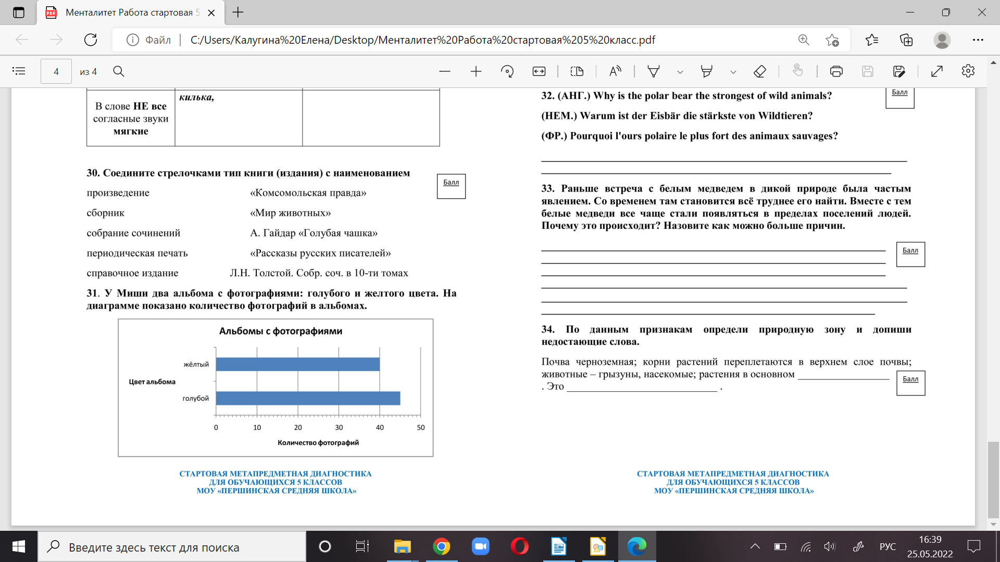 Менталитет Работа стартовая 5
Файл
C:/Users/Калугина%20Елена/Desktop/Менталитет%20Работа%20стартовая%205%20класс.pdf
4
из 4
В слове НЕ все
согласные звуки
мягкие
килька,
30. Соедините стрелочками тип книги (издания) с наименованием
Балл
произведение «Комсомольская правда»
сборник «Мир животных»
собрание сочинений А. Гайдар «Голубая чашка»
периодическая печать «Рассказы русских писателей»
справочное издание Л.Н. Толстой. Собр. соч. в 10-ти томах
31. У Миши два альбома с фотографиями: голубого и желтого цвета. На
диаграмме показано количество фотографий в альбомах.
Альбомы с фотографиями
жёлтый
Цвет альбома
голубой
0 10 20 30 40 50
Количество фотографий
СТАРТОВАЯ МЕТАПРЕДМЕТНАЯ ДИАГНОСТИКА
ДЛЯ ОБУЧАЮЩИХСЯ 5 КЛАССОВ
МОУ «ПЕРШИНСКАЯ СРЕДНЯЯ ШКОЛА»
32. (АНГ.) Why is the polar bear the strongest of wild animals?
Балл
(НЕМ.) Warum ist der Eisbär die stärkste von Wildtieren?
(ФР.) Pourquoi l'ours polaire le plus fort des animaux sauvages?
33. Раньше встреча с белым медведем в дикой природе была частым
явлением. Со временем там становится всё труднее его найти. Вместе с тем
белые медведи все чаще стали появляться в пределах поселений людей.
Почему это происходит? Назовите как можно больше причин.
Балл
34. По данным признакам определи природную зону и допиши
недостающие слова.
Почва черноземная; корни растений переплетаются в верхнем слое почвы;
животные – грызуны, насекомые; растения в основном __________________
. Это _____________________________ .
Балл
СТАРТОВАЯ МЕТАПРЕДМЕТНАЯ ДИАГНОСТИКА
ДЛЯ ОБУЧАЮЩИХСЯ 5 КЛАССОВ
МОУ «ПЕРШИНСКАЯ СРЕДНЯЯ ШКОЛА»
Введите здесь текст для поиска
РУС
16:39
25.05.2022